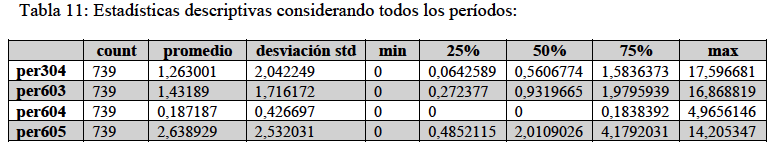 Tabla 11: Estadísticas descriptivas considerando todos los períodos:
count promedio desviación std min 25% 50% 75% max
per304 739 1,263001 2,042249 0 0,0642589 0,5606774 1,5836373 17,596681
per603 739 1,43189 1,716172 0 0,272377 0,9319665 1,9795939 16,868819
per604 739 0,187187 0,426697 0 0 0 0,1838392 4,9656146
per605 739 2,638929 2,532031 0 0,4852115 2,0109026 4,1792031 14,205347